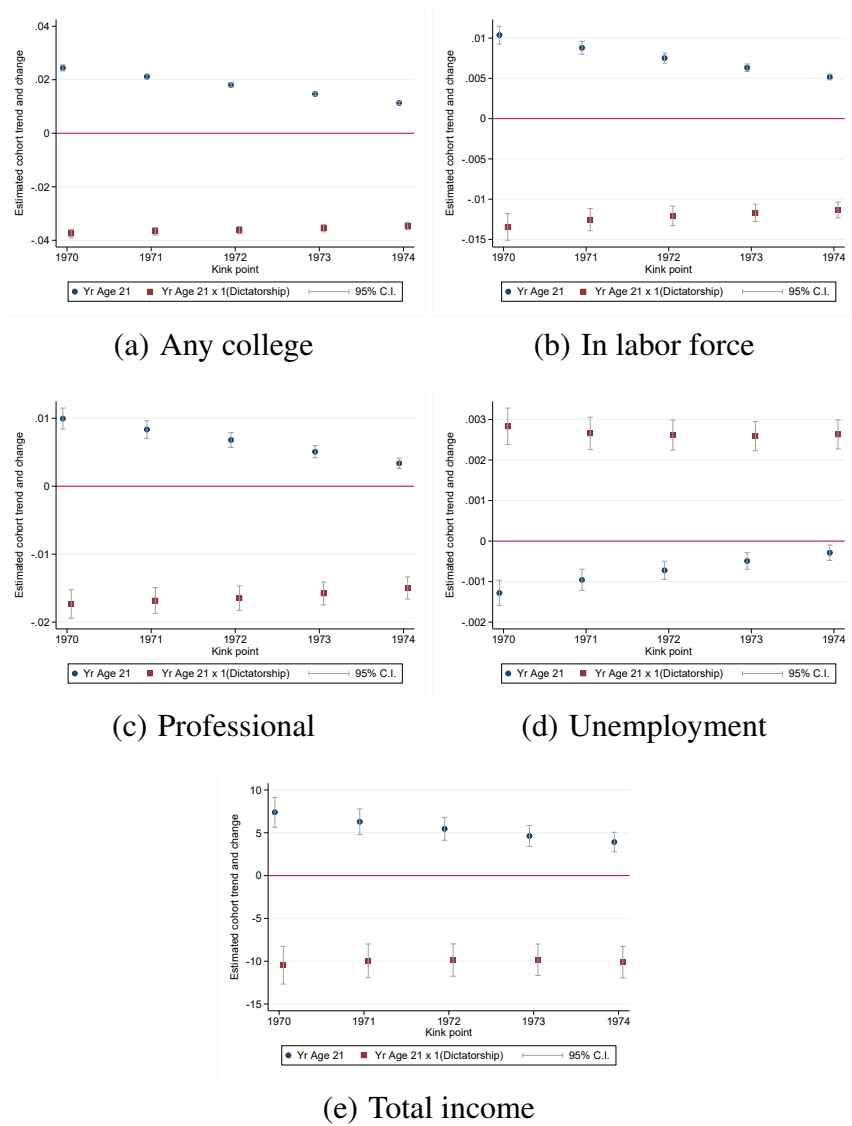 Estimated cohort trend and change
.04
.02
0
-.02
-.04
1970 1971 1972 1973 1974
Kink point
Yr Age 21 Yr Age 21 x 1(Dictatorship) 95% C.I.
(a) Any college
Estimated cohort trend and change
.01
.005
0
-.005
-.01
-.015
1970 1971 1972 1973 1974
Kink point
Yr Age 21 Yr Age 21 x 1(Dictatorship) 95% C.I.
(b) In labor force
Estimated cohort trend and change
.01
0
-.01
-.02
1970 1971 1972 1973 1974
Kink point
Yr Age 21 Yr Age 21 x 1(Dictatorship) 95% C.I.
(c) Professional
Estimated cohort trend and change
.003
.002
.001
0
-.001
-.002
1970 1971 1972 1973 1974
Kink point
Yr Age 21 Yr Age 21 x 1(Dictatorship) 95% C.I.
(d) Unemployment
Estimated cohort trend and change
10
5
0
-5
-10
-15
1970 1971 1972 1973 1974
Kink point
Yr Age 21 Yr Age 21 x 1(Dictatorship) 95% C.I.
(e) Total income